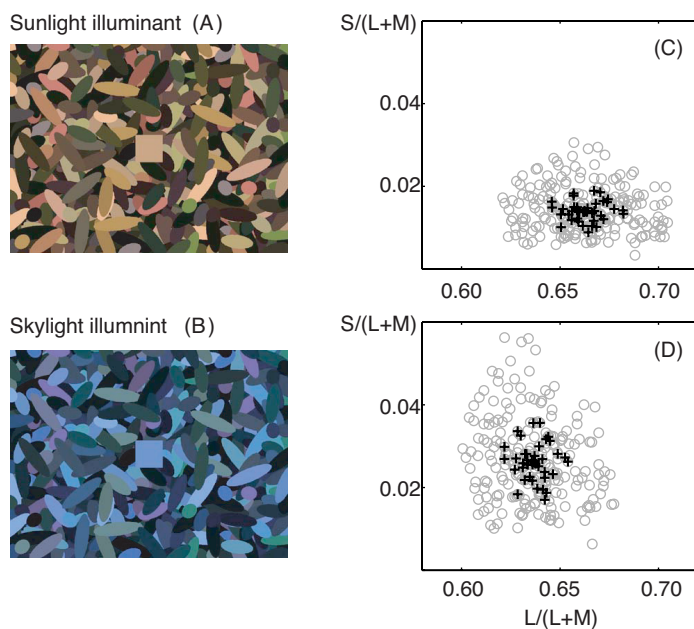 Sunlight illuminant (A)
S/(L+M)
(C)
0.04
0.02
0.60 0.65 0.70
Skylight illumnint (B)
S/(L+M)
(D)
0.04
0.02
0.60 0.65 0.70
L/(L+M)